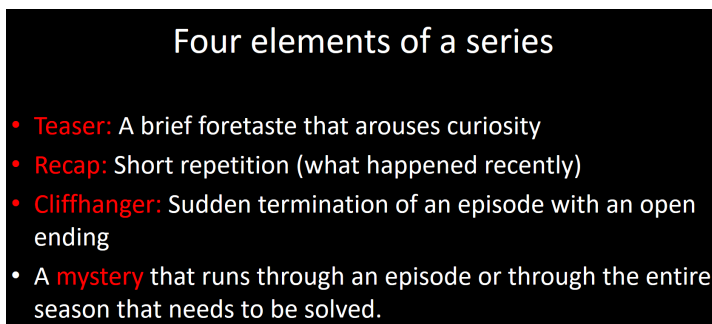 Four elements of a series
• Teaser: A brief foretaste that arouses curiosity
• Recap: Short repetition (what happened recently)
• Cliffhanger: Sudden termination of an episode with an open
ending
• A mystery that runs through an episode or through the entire
season that needs to be solved.